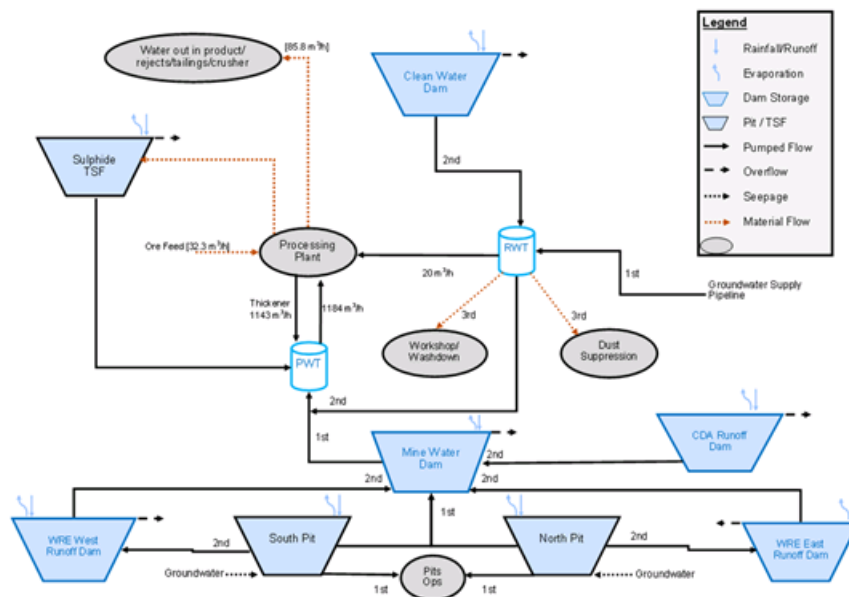 Legend
Rainfall/Runoff
Evaporation
Dam Storage
Pit / TSF
Pumped Flow
Overflow
Seepage
Material Flow
Water out in product/
rejects/tailings/crusher
[85.8 m³/h]
Clean Water
Dam
Sulphide
TSF
2nd
Ore Feed [32.3 m³/h]
Processing
Plant
RWT
20 m³/h
1st
Groundwater Supply
Pipeline
Thickener
1143 m³/h
1184 m³/h
3rd
3rd
PWT
Workshop/
Washdown
Dust
Suppression
2nd
1st
Mine Water
Dam
2nd
CDA Runoff
Dam
2nd
2nd
1st
WRE West
Runoff Dam
2nd
South Pit
North Pit
2nd
WRE East
Runoff Dam
Groundwater
Pits
Ops
Groundwater
1st
1st